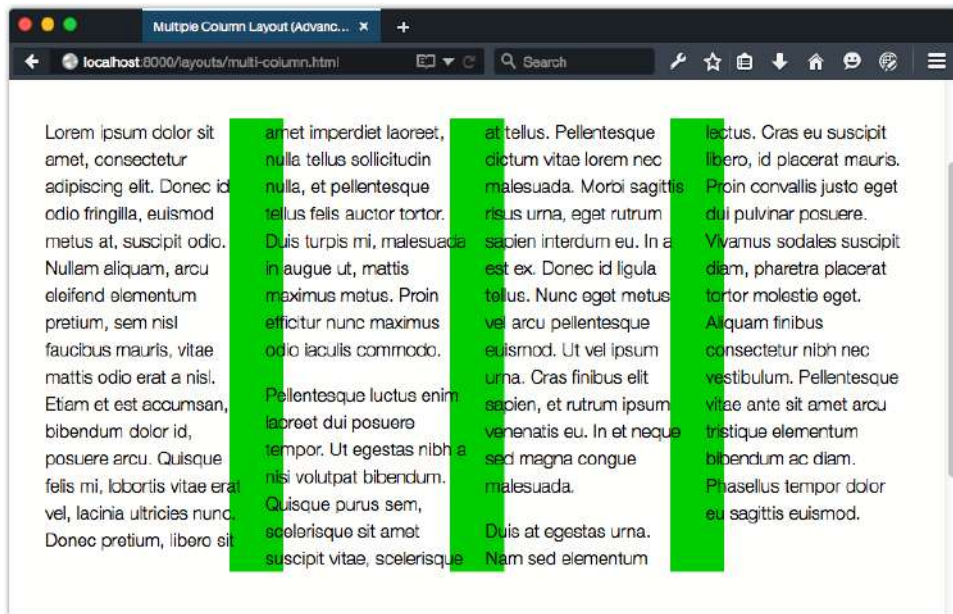 Multiple Column Layout (Advanc...
localhost:8000/layouts/multi-column.html
Search
Lorem ipsum dolor sit
amet, consectetur
adipiscing elit. Donec id
odio fringilla, euismod
metus at, suscipit odio.
Nullam aliquam, arcu
eleifend elementum
pretium, sem nisl
faucibus mauris, vitae
mattis odio erat a nisl.
Etiam et est accumsan,
bibendum dolor id,
posuere arcu. Quisque
felis mi, lobortis vitae erat
vel, lacinia ultricies nunc.
Donec pretium, libero sit
amet imperdiet laoreet,
nulla tellus sollicitudin
nulla, et pellentesque
tellus felis auctor tortor.
Duis turpis mi, malesuada
in augue ut, mattis
maximus metus. Proin
efficitur nunc maximus
odio iaculis commodo.
Pellentesque luctus enim
laoreet dui posuere
tempor. Ut egestas nibh a
nisi volutpat bibendum.
Quisque purus sem,
scelerisque sit amet
suscipit vitae, scelerisque
at tellus. Pellentesque
dictum vitae lorem nec
malesuada. Morbi sagittis
risus urna, eget rutrum
sapien interdum eu. In a
est ex. Donec id ligula
tellus. Nunc eget metus
vel arcu pellentesque
euismod. Ut vel ipsum
urna. Cras finibus elit
sapien, et rutrum ipsum
venenatis eu. In et neque
sed magna congue
malesuada.
Duis at egestas urna.
Nam sed elementum
lectus. Cras eu suscipit
libero, id placerat mauris.
Proin convallis justo eget
dui pulvinar posuere.
Vivamus sodales suscipit
diam, pharetra placerat
tortor molestie eget.
Aliquam finibus
consectetur nibh nec
vestibulum. Pellentesque
vitae ante sit amet arcu
tristique elementum
bibendum ac diam.
Phasellus tempor dolor
eu sagittis euismod.